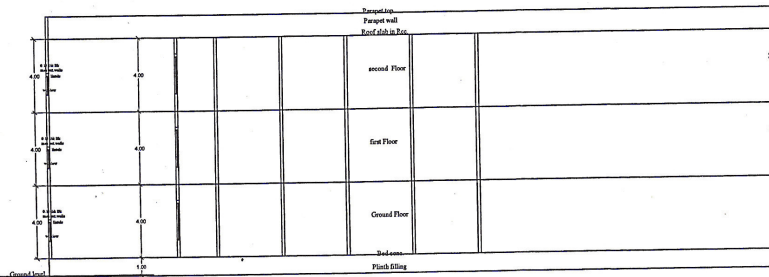 Parapet top
Parapet wall
Roof slab in Rcc
second Floor
4.00
4.00
first Floor
4.00
4.00
Ground Floor
4.00
4.00
Bed conc.
1.00
Plinth filling
Ground level